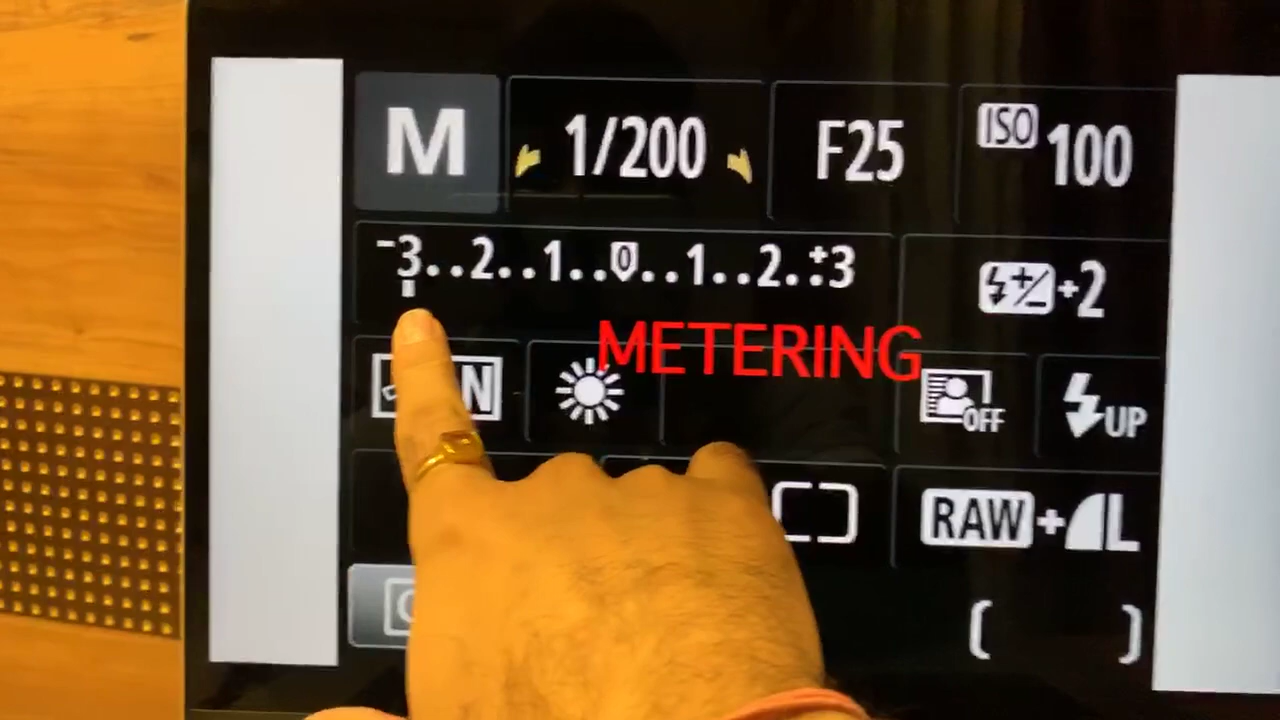 M 1/200 F25 ISO 100
-3..2..1..0..1..2..+3
+2
METERING
N OFF UP
RAW+L